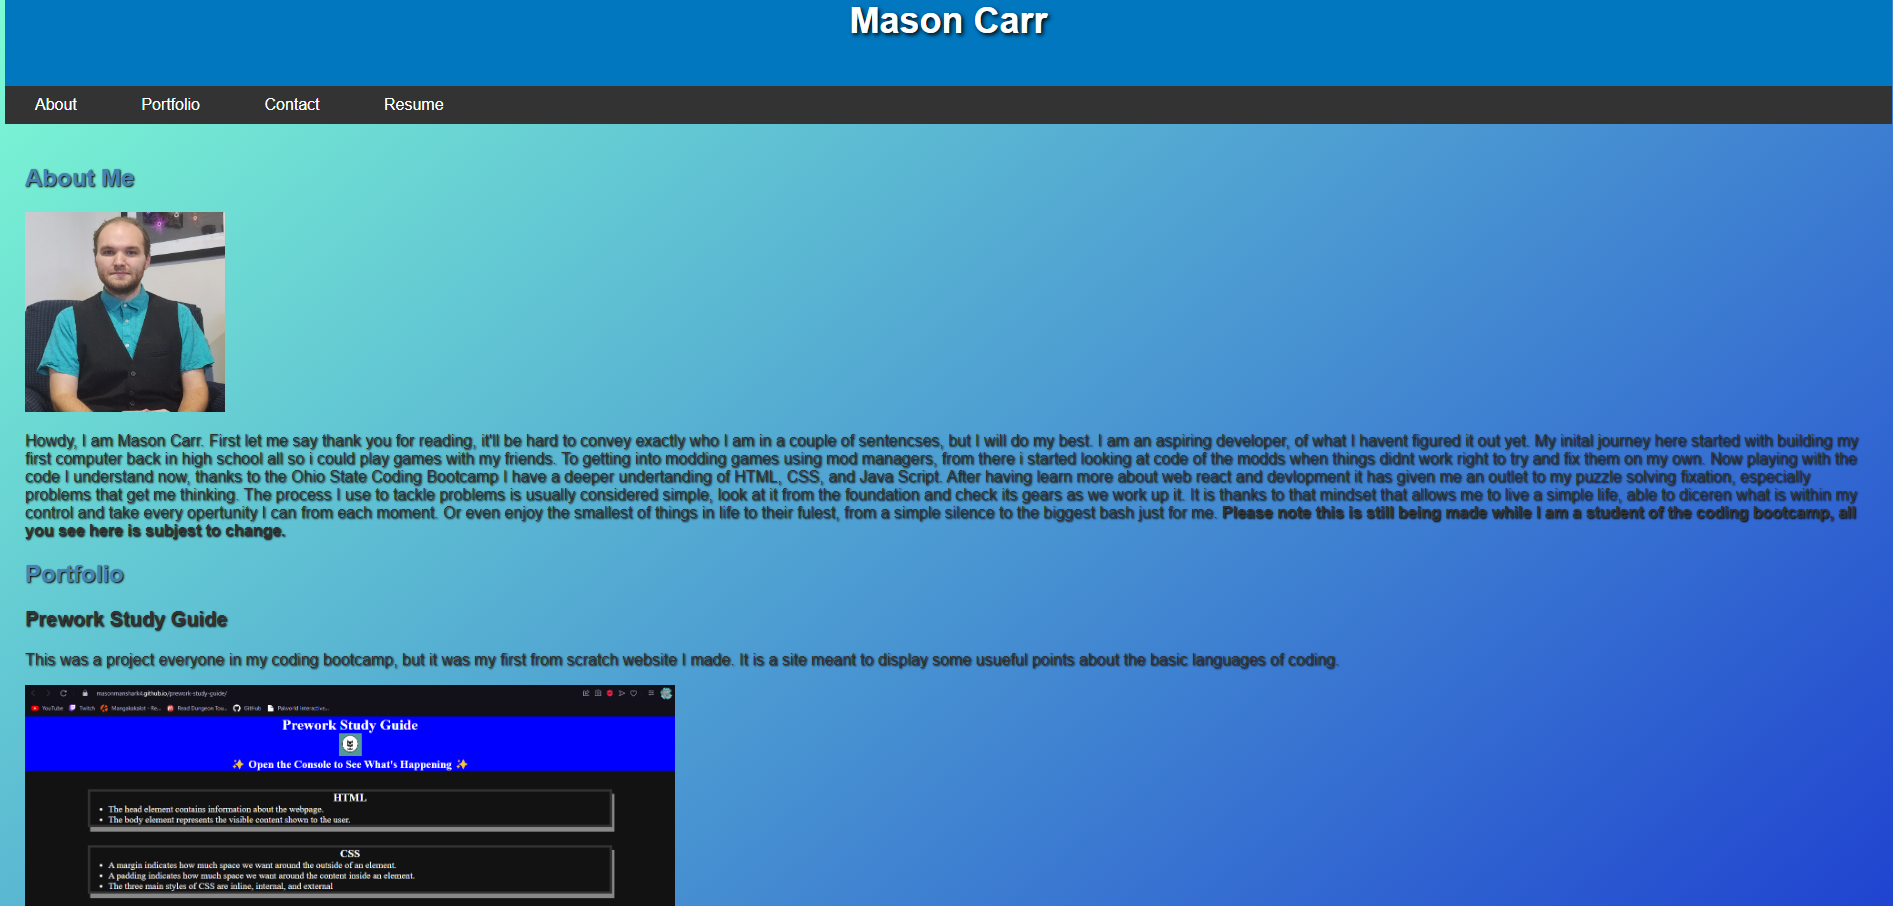 Mason Carr
About Portfolio Contact Resume
About Me
Howdy, I am Mason Carr. First let me say thank you for reading, it'll be hard to convey exactly who I am in a couple of sentencses, but I will do my best. I am an aspiring developer, of what I havent figured it out yet. My inital journey here started with building my
first computer back in high school all so i could play games with my friends. To getting into modding games using mod managers, from there i started looking at code of the modds when things didnt work right to try and fix them on my own. Now playing with the
code I understand now, thanks to the Ohio State Coding Bootcamp I have a deeper undertanding of HTML, CSS, and Java Script. After having learn more about web react and devlopment it has given me an outlet to my puzzle solving fixation, especially
problems that get me thinking. The process I use to tackle problems is usually considered simple, look at it from the foundation and check its gears as we work up it. It is thanks to that mindset that allows me to live a simple life, able to diceren what is within my
control and take every opertunity I can from each moment. Or even enjoy the smallest of things in life to their fulest, from a simple silence to the biggest bash just for me. Please note this is still being made while I am a student of the coding bootcamp, all
you see here is subjest to change.
Portfolio
Prework Study Guide
This was a project everyone in my coding bootcamp, but it was my first from scratch website I made. It is a site meant to display some usueful points about the basic languages of coding.
masonmanshark4.github.io/prework-study-guide/
YouTube Twitch Mangakakalot - Re... Read Dungeon Tou... GitHub Palworld Interactive...
Prework Study Guide
✨ Open the Console to See What's Happening ✨
HTML
• The head element contains information about the webpage.
• The body element represents the visible content shown to the user.
CSS
• A margin indicates how much space we want around the outside of an element.
• A padding indicates how much space we want around the content inside an element.
• The three main styles of CSS are inline, internal, and external